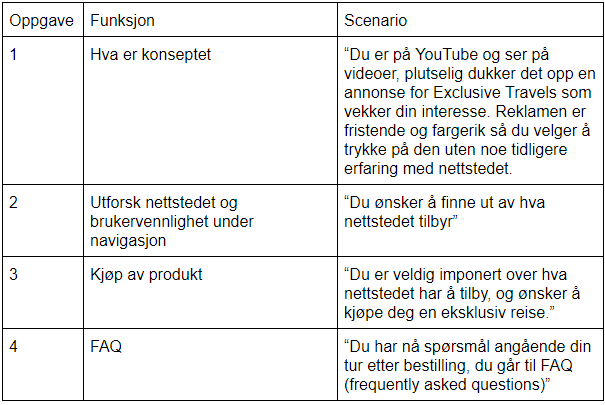 Oppgave Funksjon Scenario
1 Hva er konseptet “Du er på YouTube og ser på
videoer, plutselig dukker det opp en
annonse for Exclusive Travels som
vekker din interesse. Reklamen er
fristende og fargerik så du velger å
trykke på den uten noe tidligere
erfaring med nettstedet.
2 Utforsk nettstedet og
brukervennlighet under
navigasjon
“Du ønsker å finne ut av hva
nettstedet tilbyr”
3 Kjøp av produkt “Du er veldig imponert over hva
nettstedet har å tilby, og ønsker å
kjøpe deg en eksklusiv reise.”
4 FAQ “Du har nå spørsmål angående din
tur etter bestilling, du går til FAQ
(frequently asked questions)”